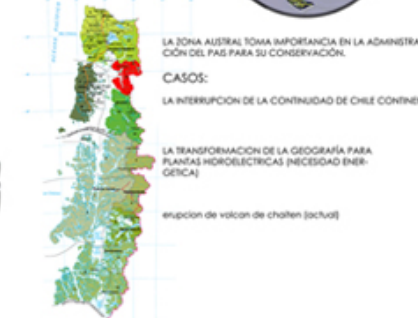 LA ZONA AUSTRAL TOMA IMPORTANCIA EN LA ADMINISTRA-
CIÓN DEL PAIS PARA SU CONSERVACIÓN.
CASOS:
LA INTERRUPCION DE LA CONTINUIDAD DE CHILE CONTINE
LA TRANSFORMACION DE LA GEOGRAFÍA PARA
PLANTAS HIDROELECTRICAS (NECESIDAD ENER-
GETICA)
erupcion de volcan de chaiten (actual)